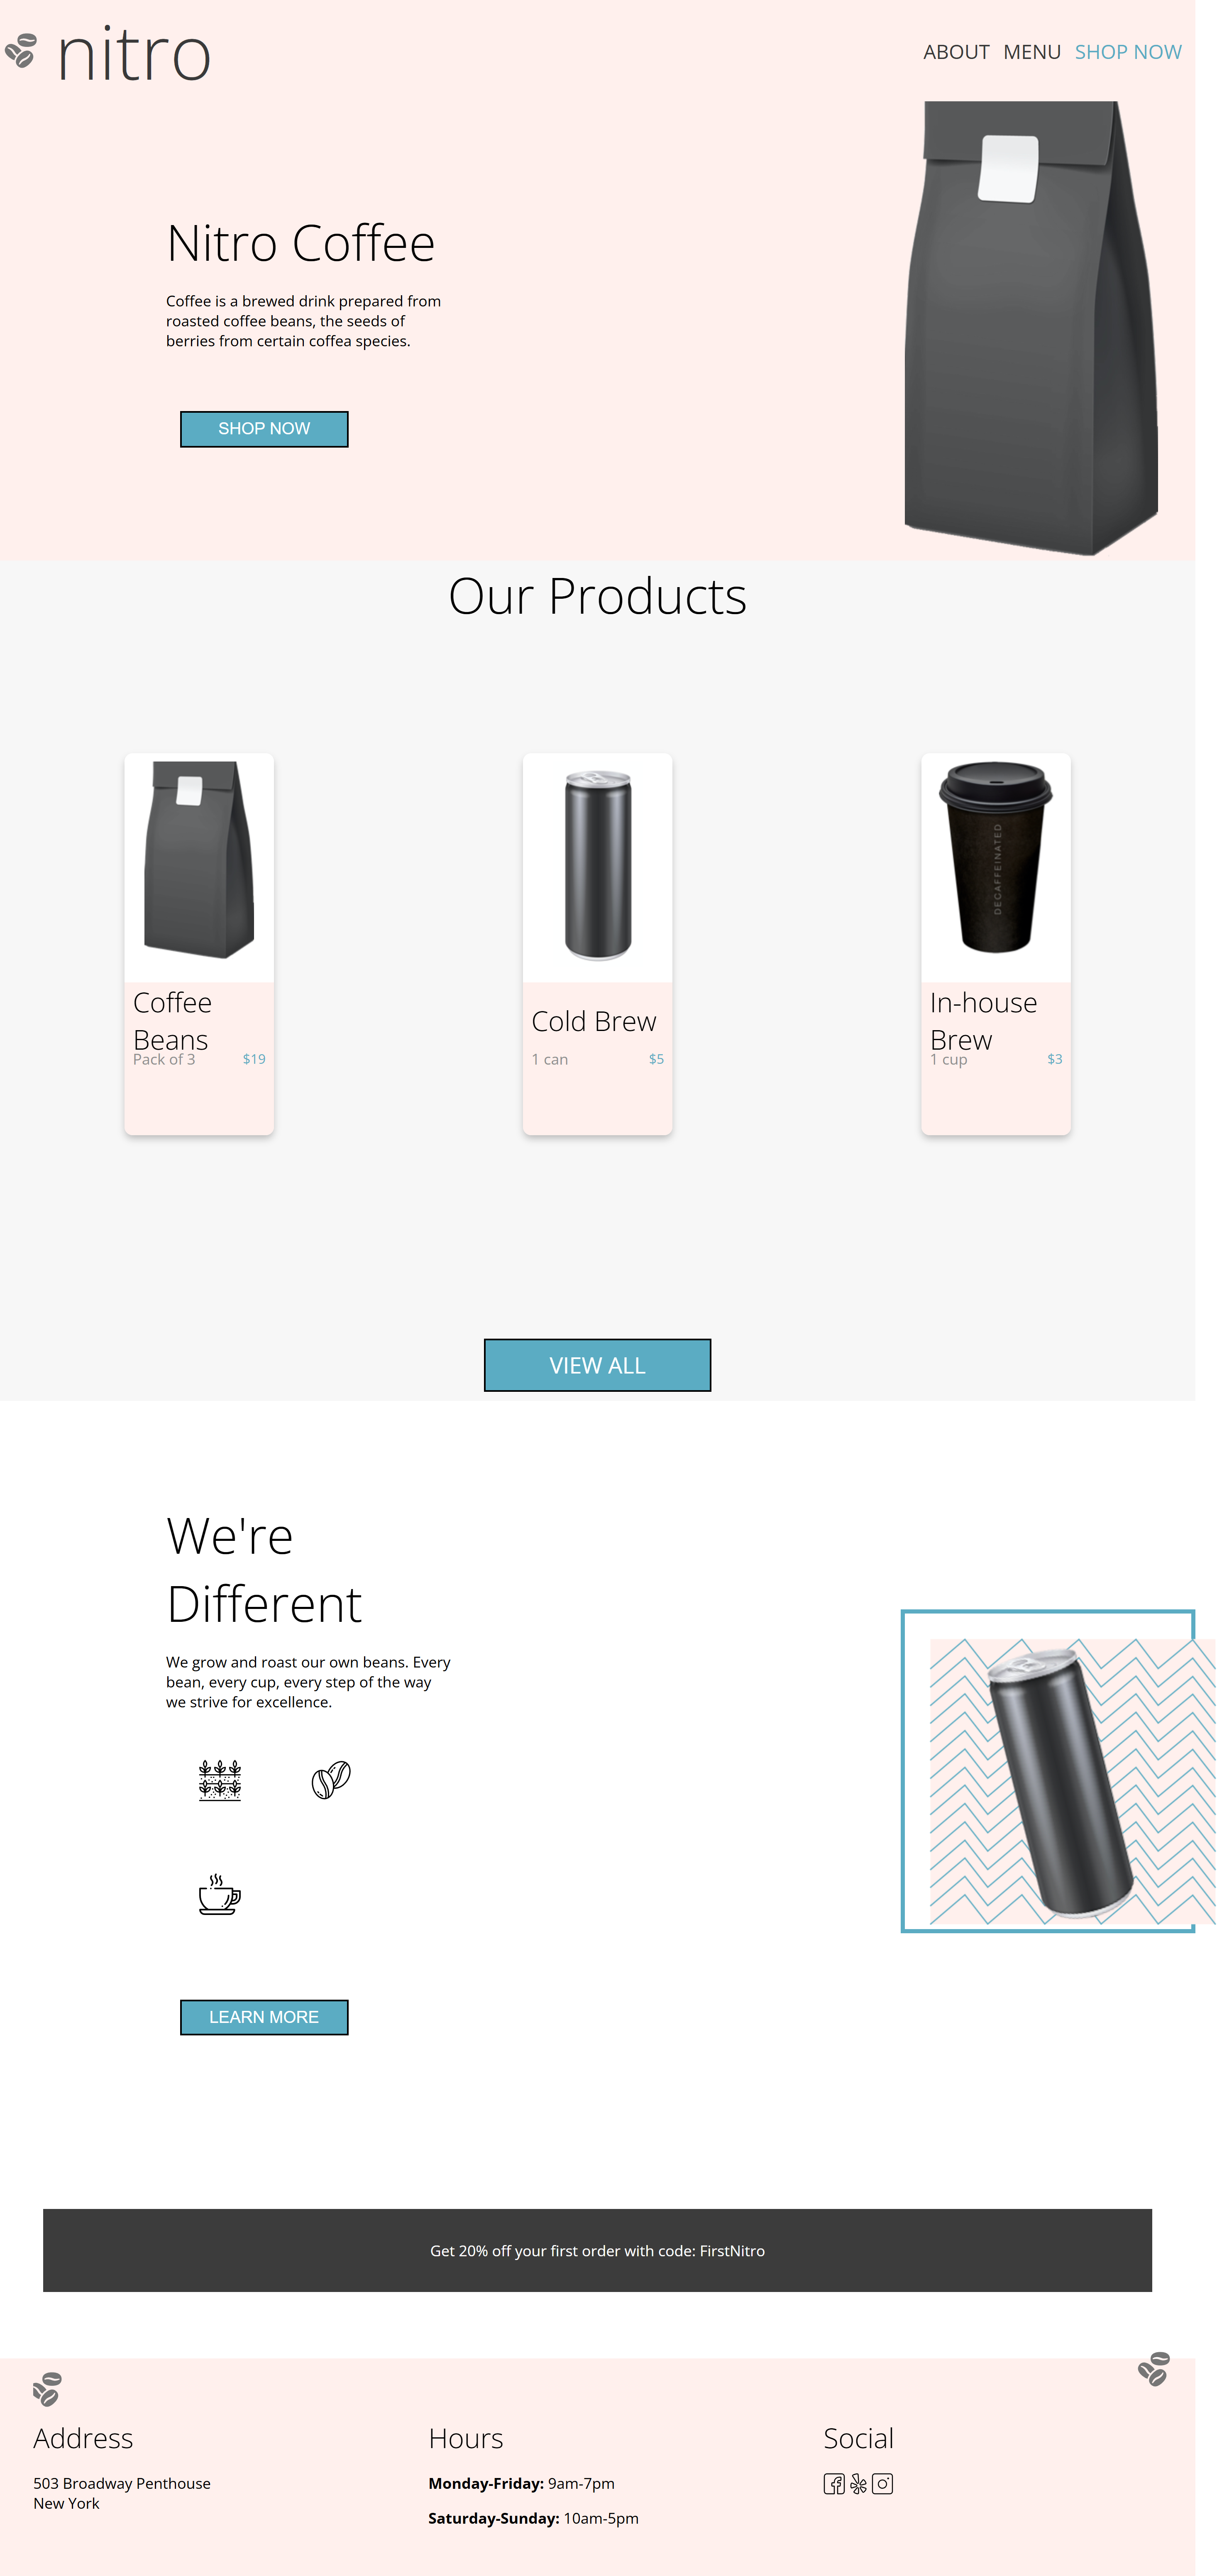 nitro
ABOUT MENU SHOP NOW
Nitro Coffee
Coffee is a brewed drink prepared from
roasted coffee beans, the seeds of
berries from certain coffea species.
SHOP NOW
Our Products
DECAFFEINATED
Coffee
Beans
Pack of 3 $19
Cold Brew
1 can $5
In-house
Brew
1 cup $3
VIEW ALL
We're
Different
We grow and roast our own beans. Every
bean, every cup, every step of the way
we strive for excellence.
LEARN MORE
Get 20% off your first order with code: FirstNitro
Address
503 Broadway Penthouse
New York
Hours
Monday-Friday: 9am-7pm
Saturday-Sunday: 10am-5pm
Social